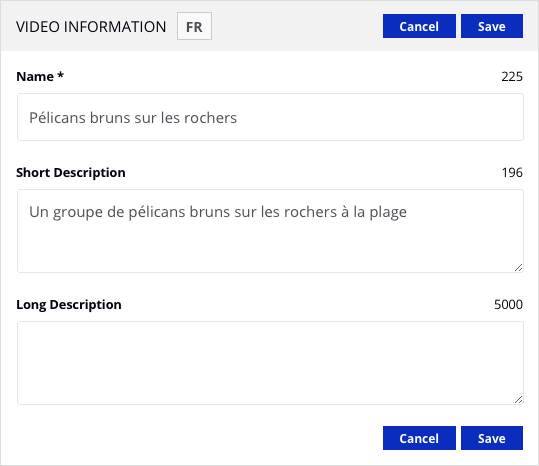 VIDEO INFORMATION FR Cancel Save
Name * 225
Pélicans bruns sur les rochers
Short Description 196
Un groupe de pélicans bruns sur les rochers à la plage
Long Description 5000
Cancel Save